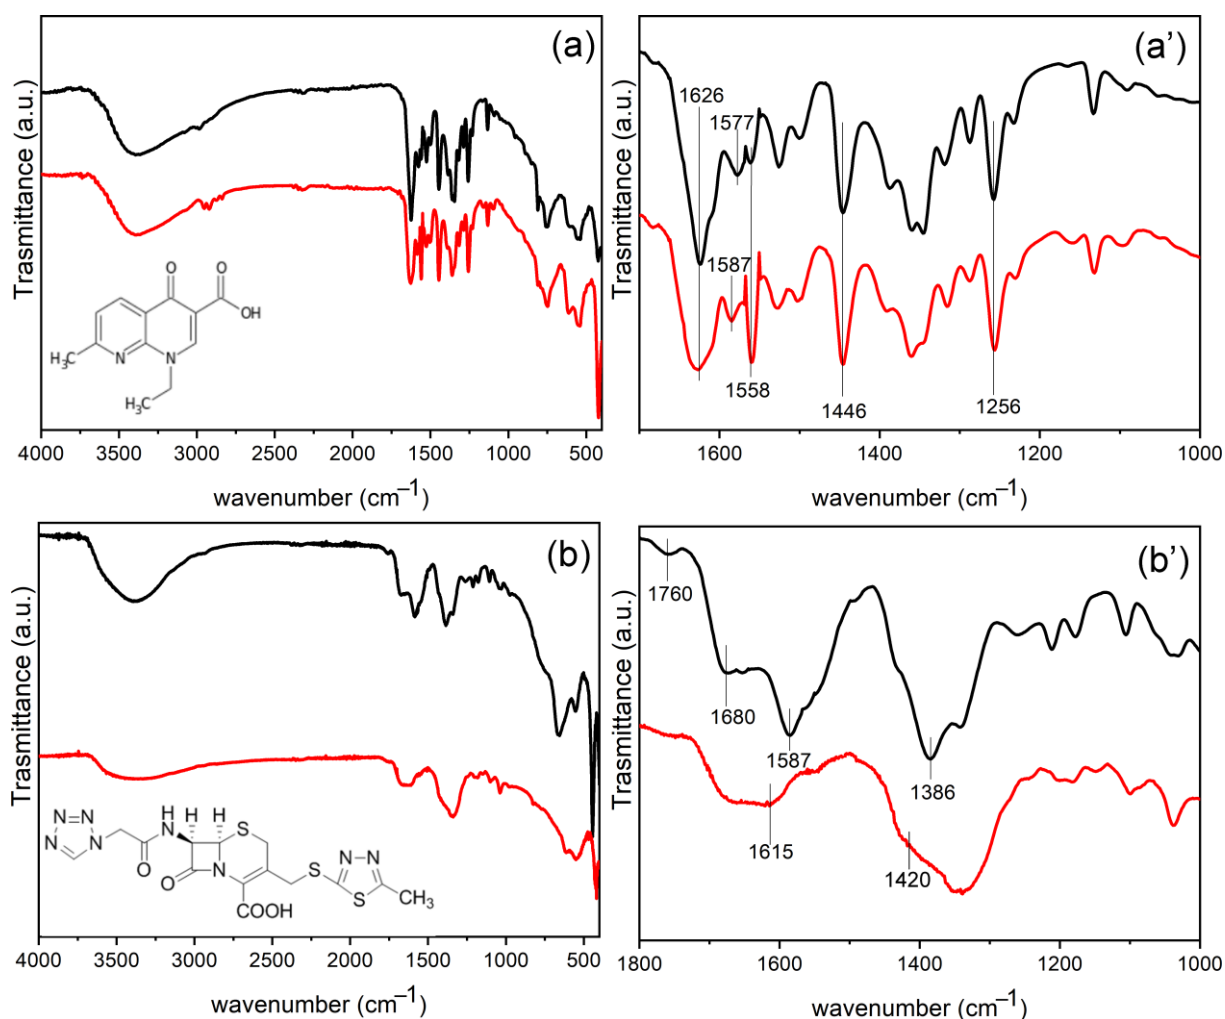 (a)
Trasmittance (a.u.)
O
O
OH
H₃C
N
N
H₃C
4000 3500 3000 2500 2000 1500 1000 500
wavenumber (cm⁻¹)
(a')
Trasmittance (a.u.)
1626
1577
1587
1558
1446
1256
1600 1400 1200 1000
wavenumber (cm⁻¹)
(b)
Trasmittance (a.u.)
H H
N
N
N
N
H
N
S
O
O
N
S
N
N
S
CH₃
COOH
4000 3500 3000 2500 2000 1500 1000 500
wavenumber (cm⁻¹)
(b')
Trasmittance (a.u.)
1760
1680
1587
1386
1615
1420
1800 1600 1400 1200 1000
wavenumber (cm⁻¹)